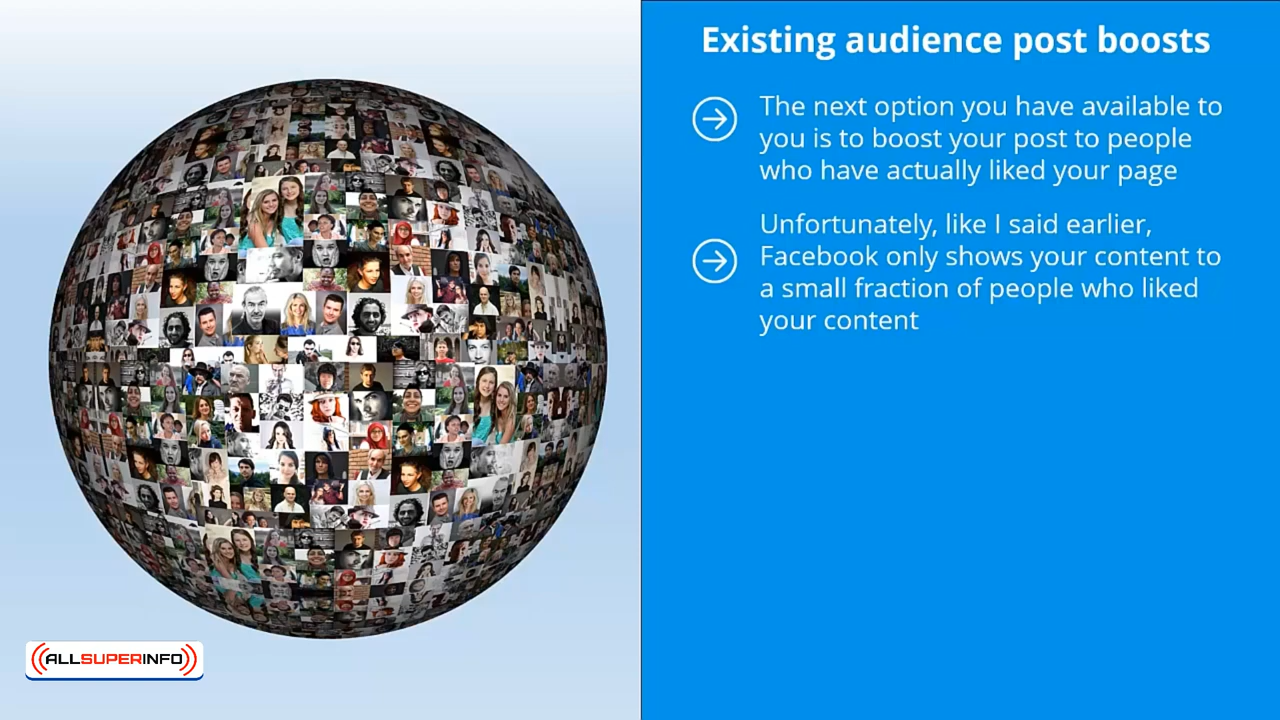 Existing audience post boosts
The next option you have available to
you is to boost your post to people
who have actually liked your page
Unfortunately, like I said earlier,
Facebook only shows your content to
a small fraction of people who liked
your content
ALLSUPERINFO